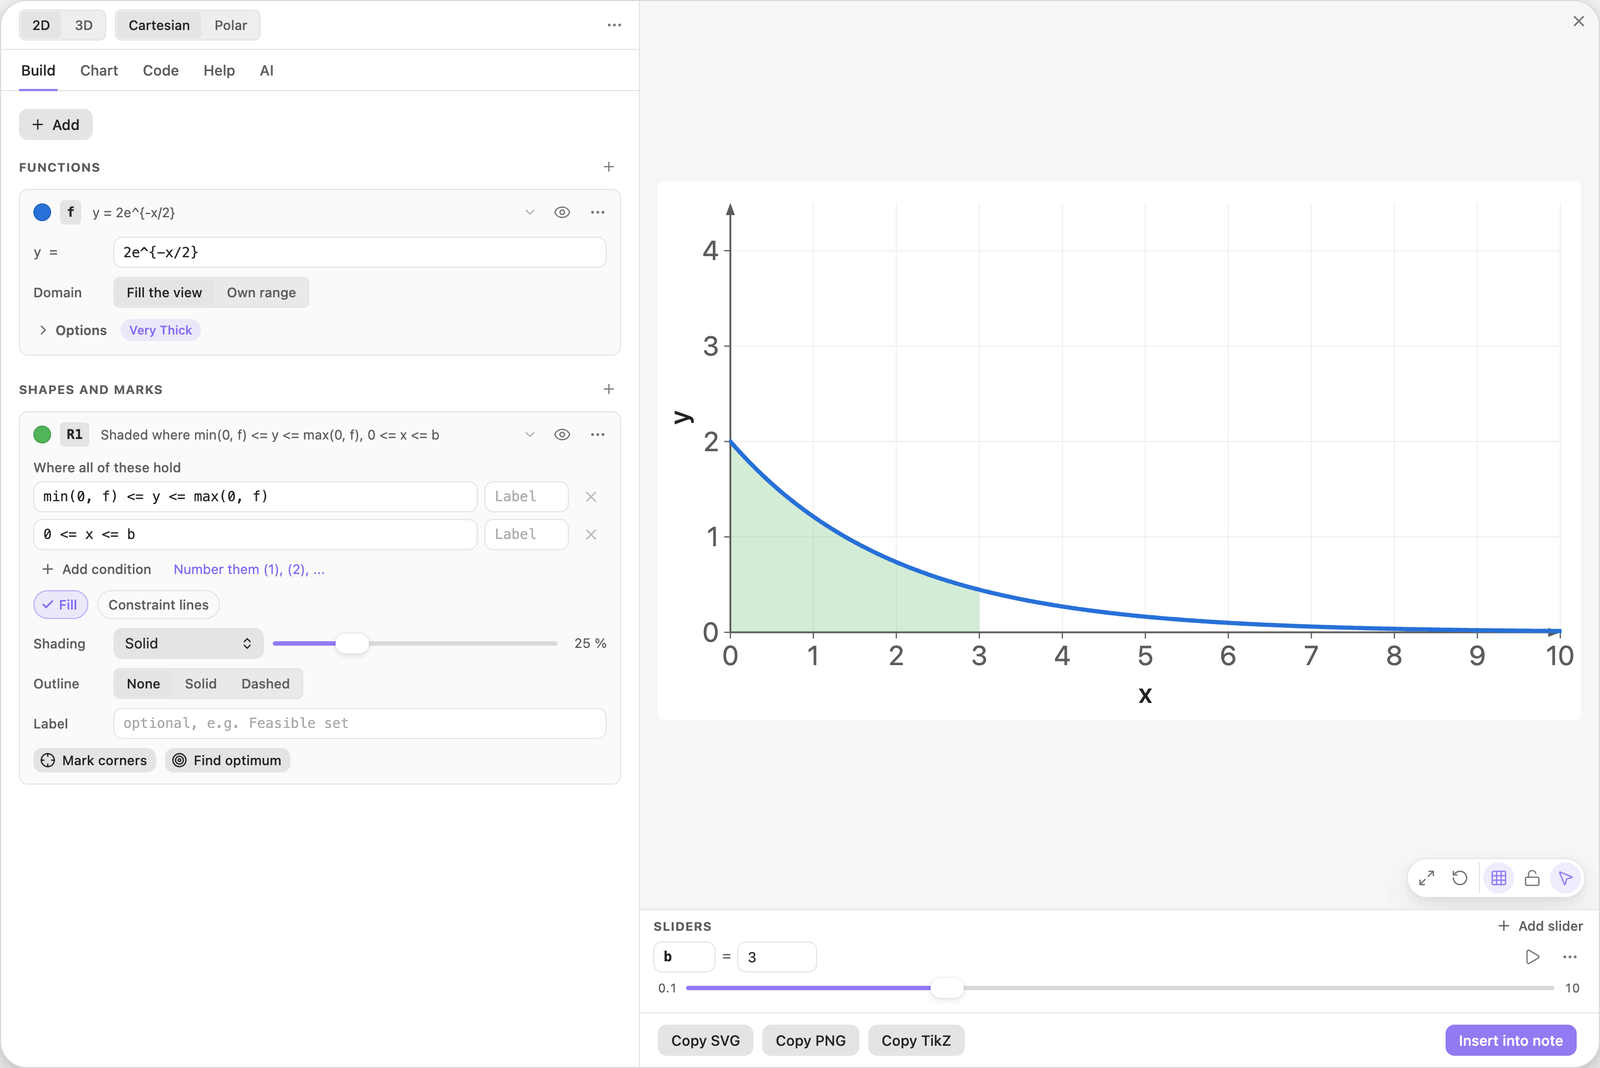 2D 3D Cartesian Polar
Build Chart Code Help AI
+ Add
FUNCTIONS
f y = 2e^{-x/2}
y = 2e^{-x/2}
Domain Fill the view Own range
Options Very Thick
SHAPES AND MARKS
R1 Shaded where min(0, f) <= y <= max(0, f), 0 <= x <= b
Where all of these hold
min(0, f) <= y <= max(0, f) Label
0 <= x <= b Label
+ Add condition Number them (1), (2), ...
Fill Constraint lines
Shading Solid 25 %
Outline None Solid Dashed
Label optional, e.g. Feasible set
Mark corners Find optimum
4
3
y
2
1
0
0 1 2 3 4 5 6 7 8 9 10
x
SLIDERS + Add slider
b = 3
0.1 10
Copy SVG Copy PNG Copy TikZ Insert into note